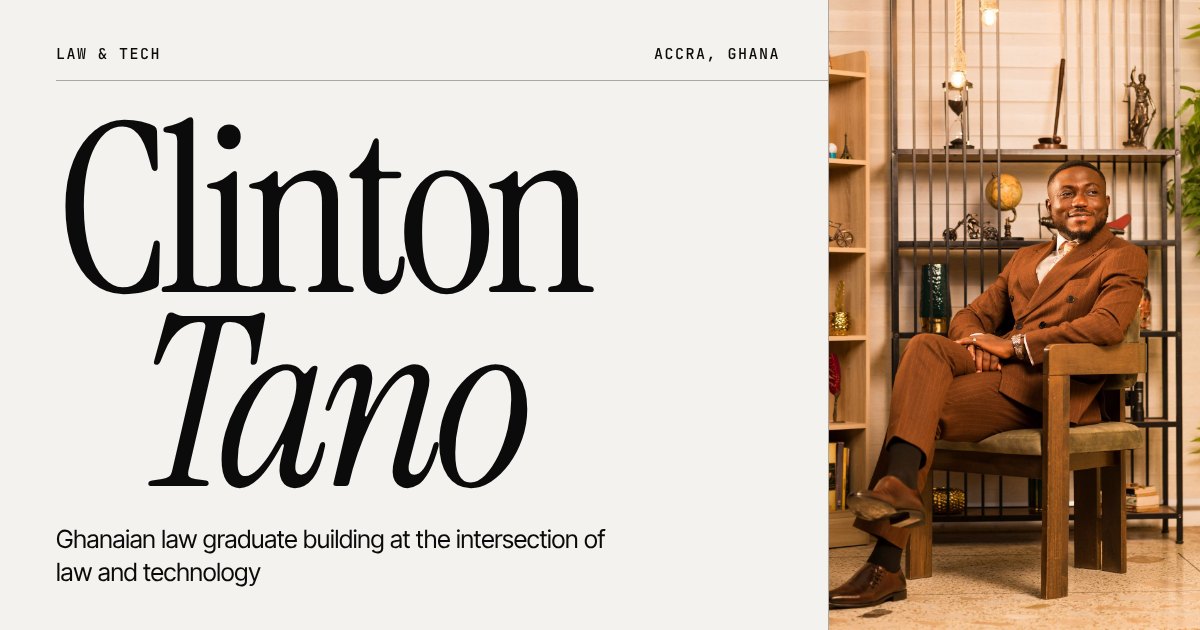 LAW & TECH
ACCRA, GHANA
Clinton
Tano
Ghanaian law graduate building at the intersection of
law and technology